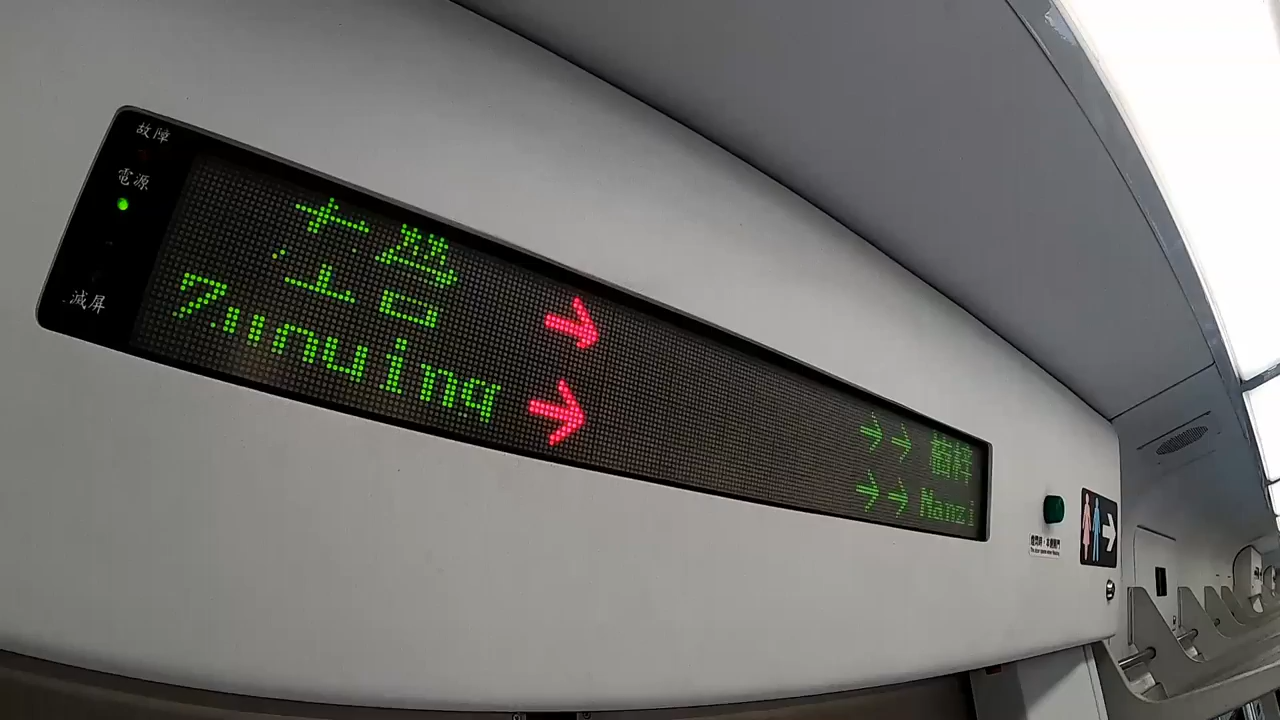 故障
電源
減屏
左營 → →→ 楠梓
Zuoying → →→ Nanzi